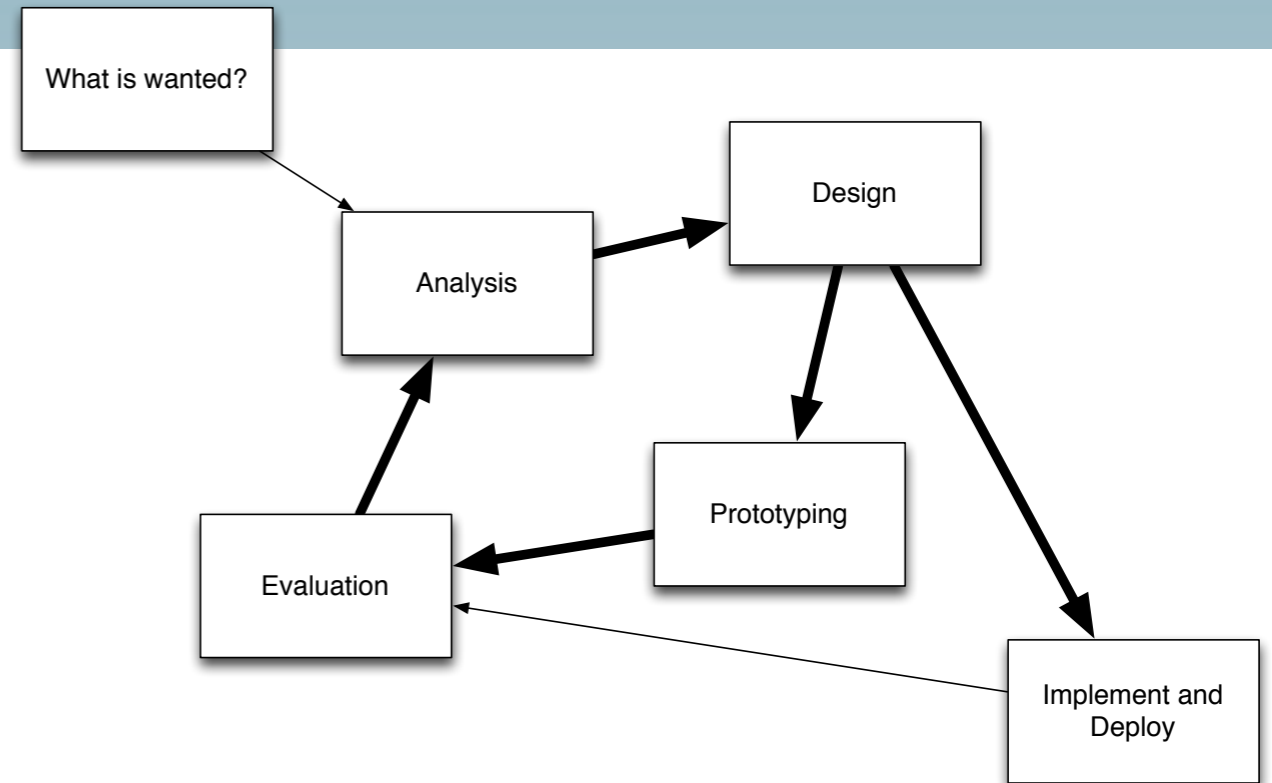 What is wanted?
Design
Analysis
Prototyping
Evaluation
Implement and
Deploy